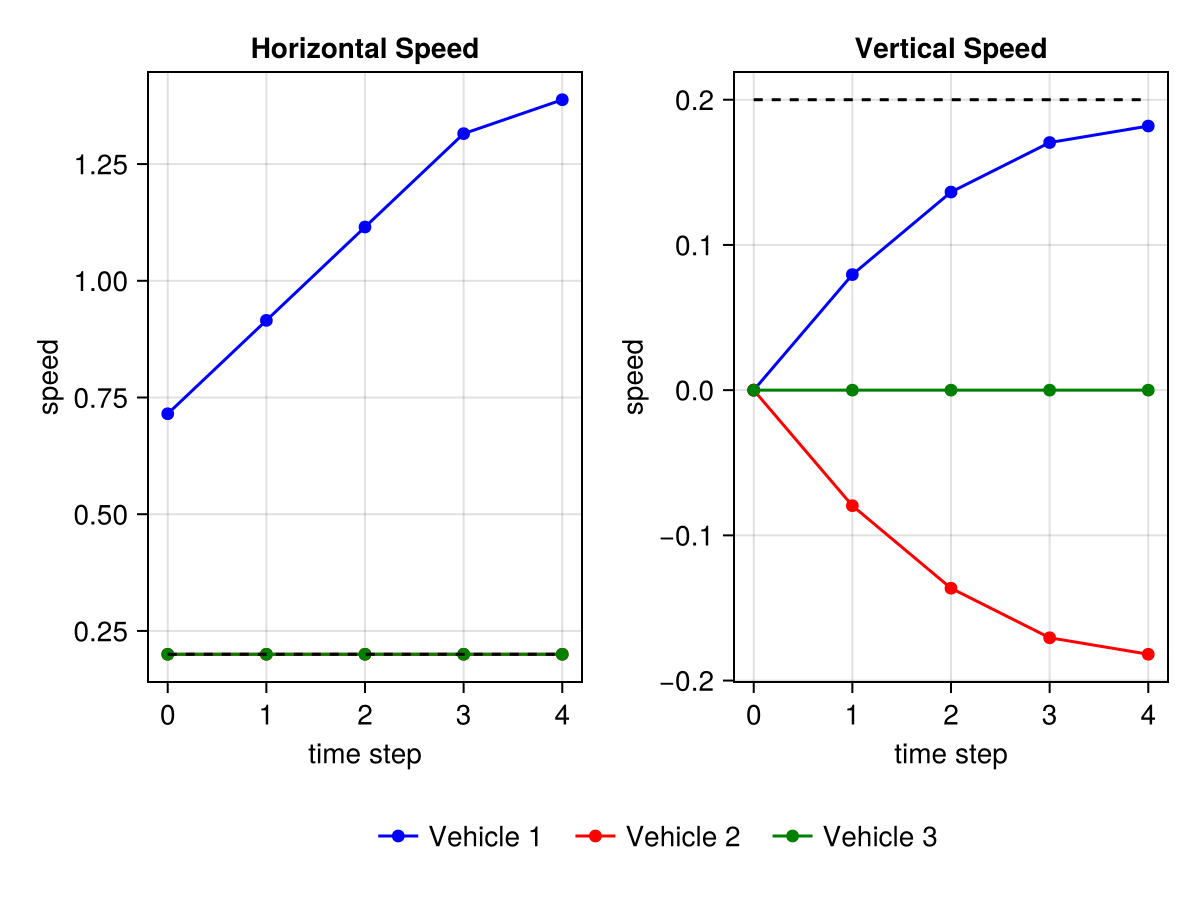 Horizontal Speed
speed
1.25
1.00
0.75
0.50
0.25
0 1 2 3 4
time step
Vertical Speed
speed
0.2
0.1
0.0
−0.1
−0.2
0 1 2 3 4
time step
Vehicle 1 Vehicle 2 Vehicle 3